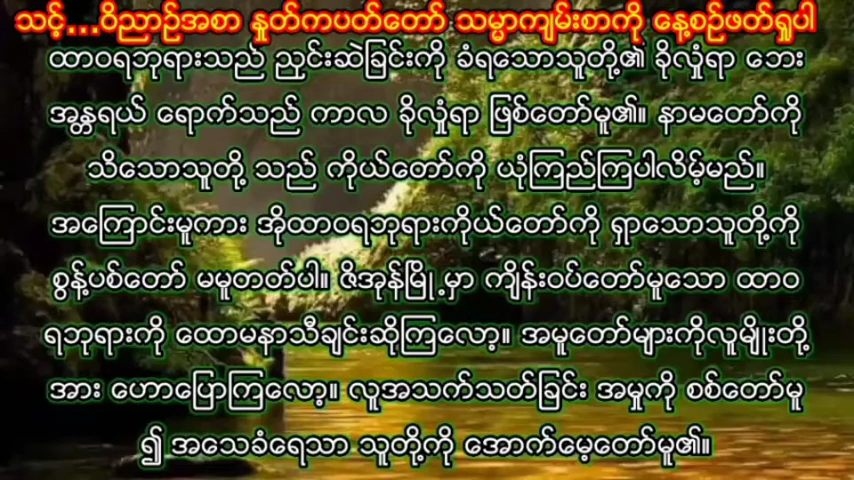 သင့်...ဝိညာဉ်အစာ နှုတ်ကပတ်တော် သမ္မာကျမ်းစာကို နေ့စဉ်ဖတ်ရှုပါ
ထာဝရဘုရားသည် ညှင်းဆဲခြင်းကို ခံရသောသူတို့၏ ခိုလှုံရာ ဘေး
အန္တရာယ် ရောက်သည် ကာလ ခိုလှုံရာ ဖြစ်တော်မူ၏။ နာမတော်ကို
သိသောသူတို့ သည် ကိုယ်တော်ကို ယုံကြည်ကြပါလိမ့်မည်။
အကြောင်းမူကား အိုထာဝရဘုရားကိုယ်တော်ကို ရှာသောသူတို့ကို
စွန့်ပစ်တော် မမူတတ်ပါ။ ဇိအုန်မြို့မှာ ကျိန်းဝပ်တော်မူသော ထာဝ
ရဘုရားကို ထောမနာသီချင်းဆိုကြလော့။ အမူတော်များကိုလူမျိုးတို့
အား ဟောပြောကြလော့။ လူအသက်သတ်ခြင်း အမှုကို စစ်တော်မူ
၍ အသေခံရေသာ သူတို့ကို အောက်မေ့တော်မူ၏။